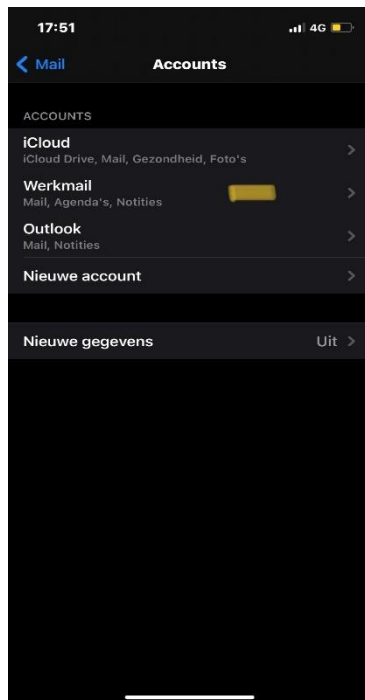 17:51
4G
Mail
Accounts
ACCOUNTS
iCloud
iCloud Drive, Mail, Gezondheid, Foto's
Werkmail
Mail, Agenda's, Notities
Outlook
Mail, Notities
Nieuwe account
Nieuwe gegevens
Uit